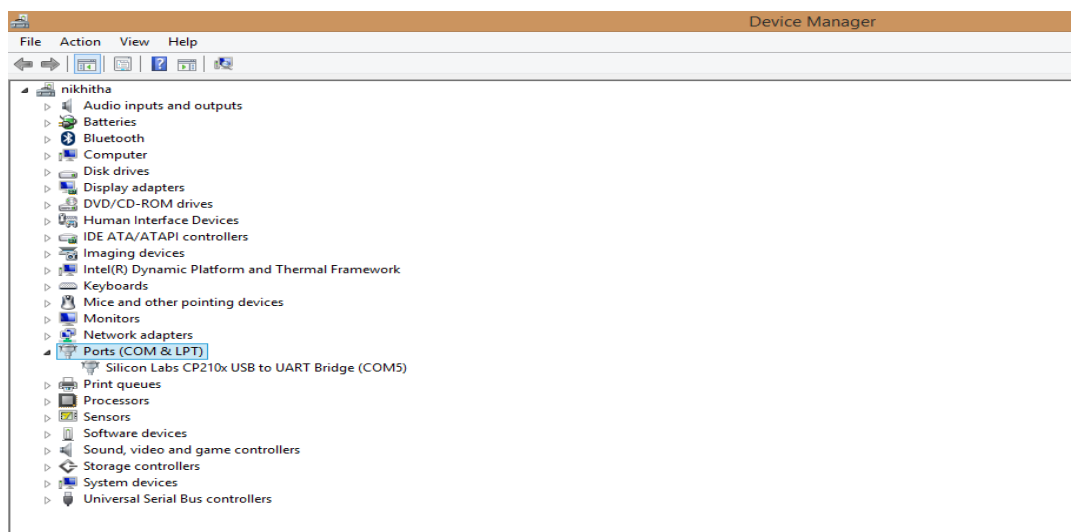 Device Manager
File Action View Help
nikhitha
Audio inputs and outputs
Batteries
Bluetooth
Computer
Disk drives
Display adapters
DVD/CD-ROM drives
Human Interface Devices
IDE ATA/ATAPI controllers
Imaging devices
Intel(R) Dynamic Platform and Thermal Framework
Keyboards
Mice and other pointing devices
Monitors
Network adapters
Ports (COM & LPT)
Silicon Labs CP210x USB to UART Bridge (COM5)
Print queues
Processors
Sensors
Software devices
Sound, video and game controllers
Storage controllers
System devices
Universal Serial Bus controllers